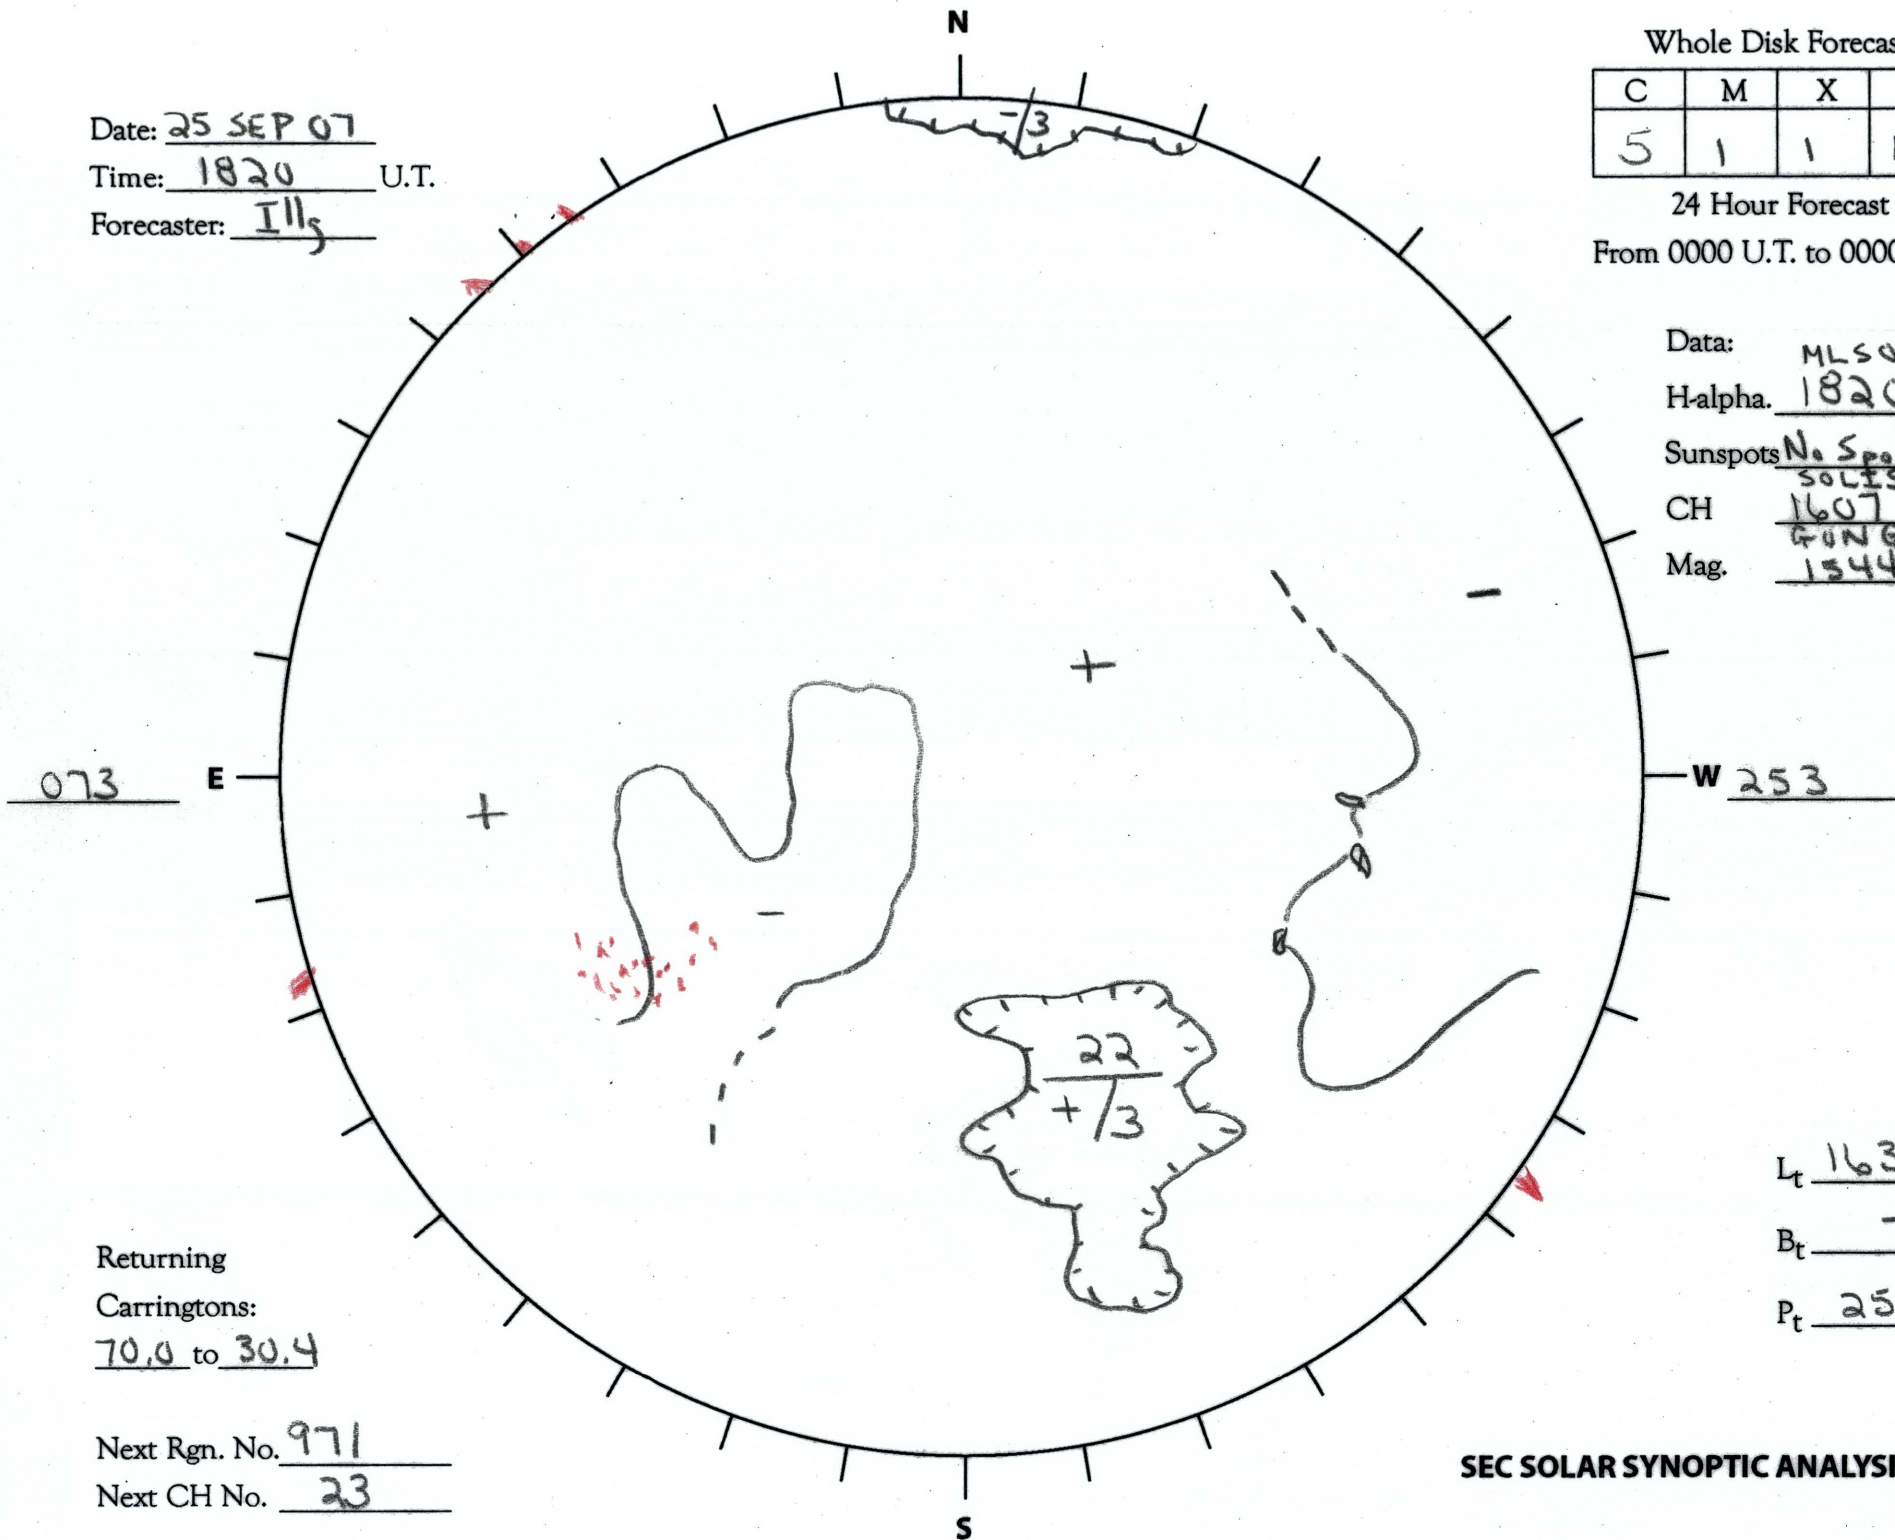 N
Whole Disk Forecas
C M X
5 1 1
24 Hour Forecast
From 0000 U.T. to 0000
Date: 25 SEP 07
Time: 1820 U.T.
Forecaster: Ills
-/3
Data: MLSO
H-alpha. 1820
Sunspots No Spo
SOLIS
CH 1607
GONG
Mag. 1544
-
+
073 E
W 253
+
-
22
+/3
Lt 163
Bt -
Pt 25
Returning
Carringtons:
70.0 to 30.4
Next Rgn. No. 971
Next CH No. 23
SEC SOLAR SYNOPTIC ANALYSI
S